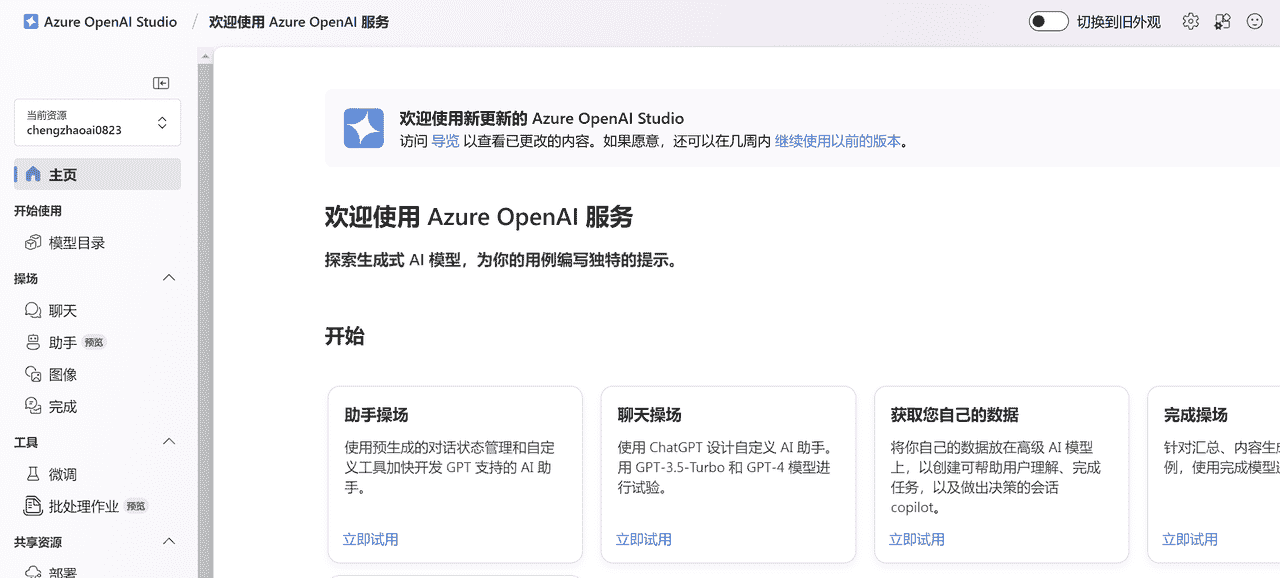 Azure OpenAI Studio / 欢迎使用 Azure OpenAI 服务
切换到旧外观
当前资源
chengzhaoai0823
主页
开始使用
模型目录
操场
聊天
助手 预览
图像
完成
工具
微调
批处理作业 预览
共享资源
部署
欢迎使用新更新的 Azure OpenAI Studio
访问 导览 以查看已更改的内容。如果愿意，还可以在几周内 继续使用以前的版本。
欢迎使用 Azure OpenAI 服务
探索生成式 AI 模型，为你的用例编写独特的提示。
开始
助手操场
使用预生成的对话状态管理和自定
义工具加快开发 GPT 支持的 AI 助
手。
立即试用
聊天操场
使用 ChatGPT 设计自定义 AI 助手。
用 GPT-3.5-Turbo 和 GPT-4 模型进
行试验。
立即试用
获取您自己的数据
将你自己的数据放在高级 AI 模型
上，以创建可帮助用户理解、完成
任务，以及做出决策的会话
copilot。
立即试用
完成操场
针对汇总、内容生
例，使用完成模型
立即试用